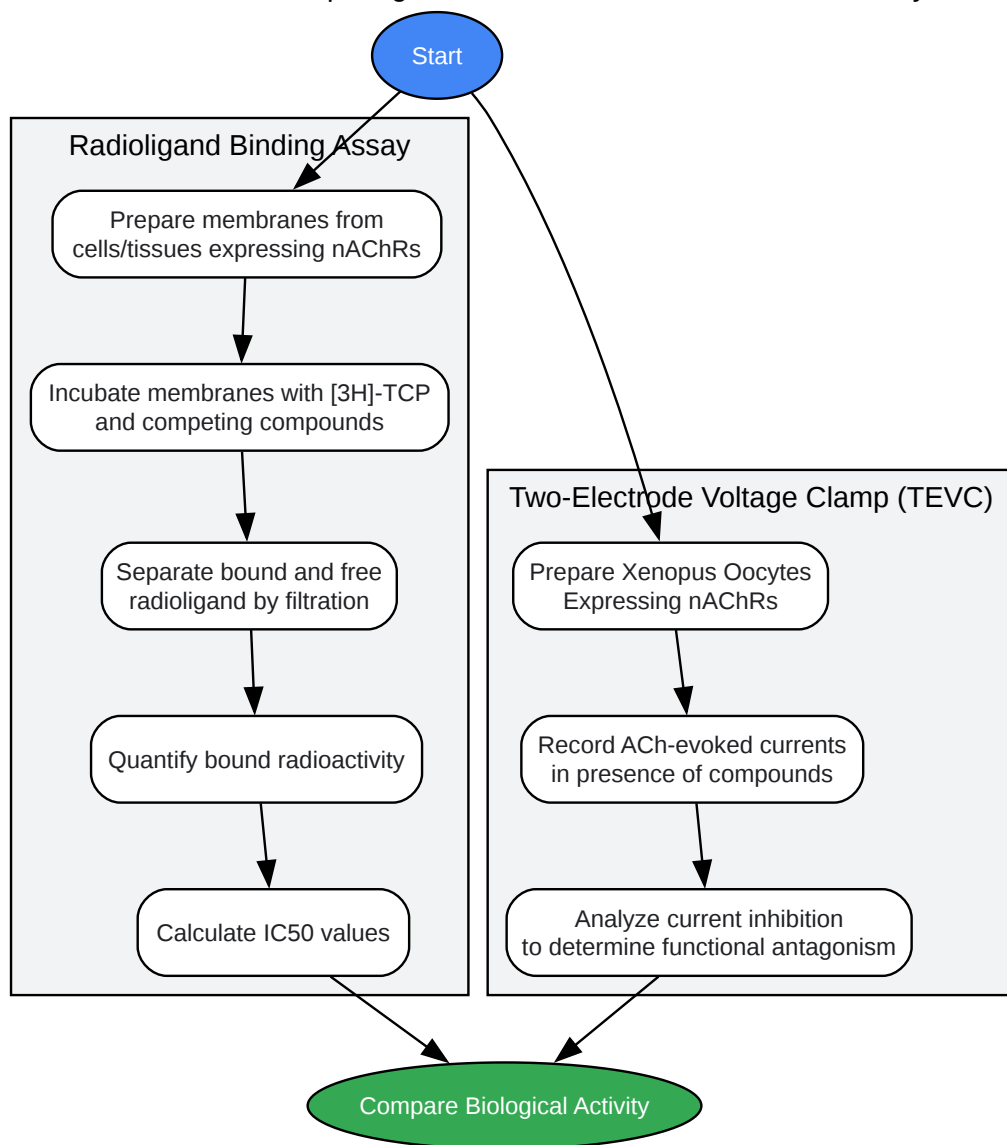 Start
Radioligand Binding Assay
Prepare membranes from
cells/tissues expressing nAChRs
Incubate membranes with [3H]-TCP
and competing compounds
Separate bound and free
radioligand by filtration
Quantify bound radioactivity
Calculate IC50 values
Two-Electrode Voltage Clamp (TEVC)
Prepare Xenopus Oocytes
Expressing nAChRs
Record ACh-evoked currents
in presence of compounds
Analyze current inhibition
to determine functional antagonism
Compare Biological Activity